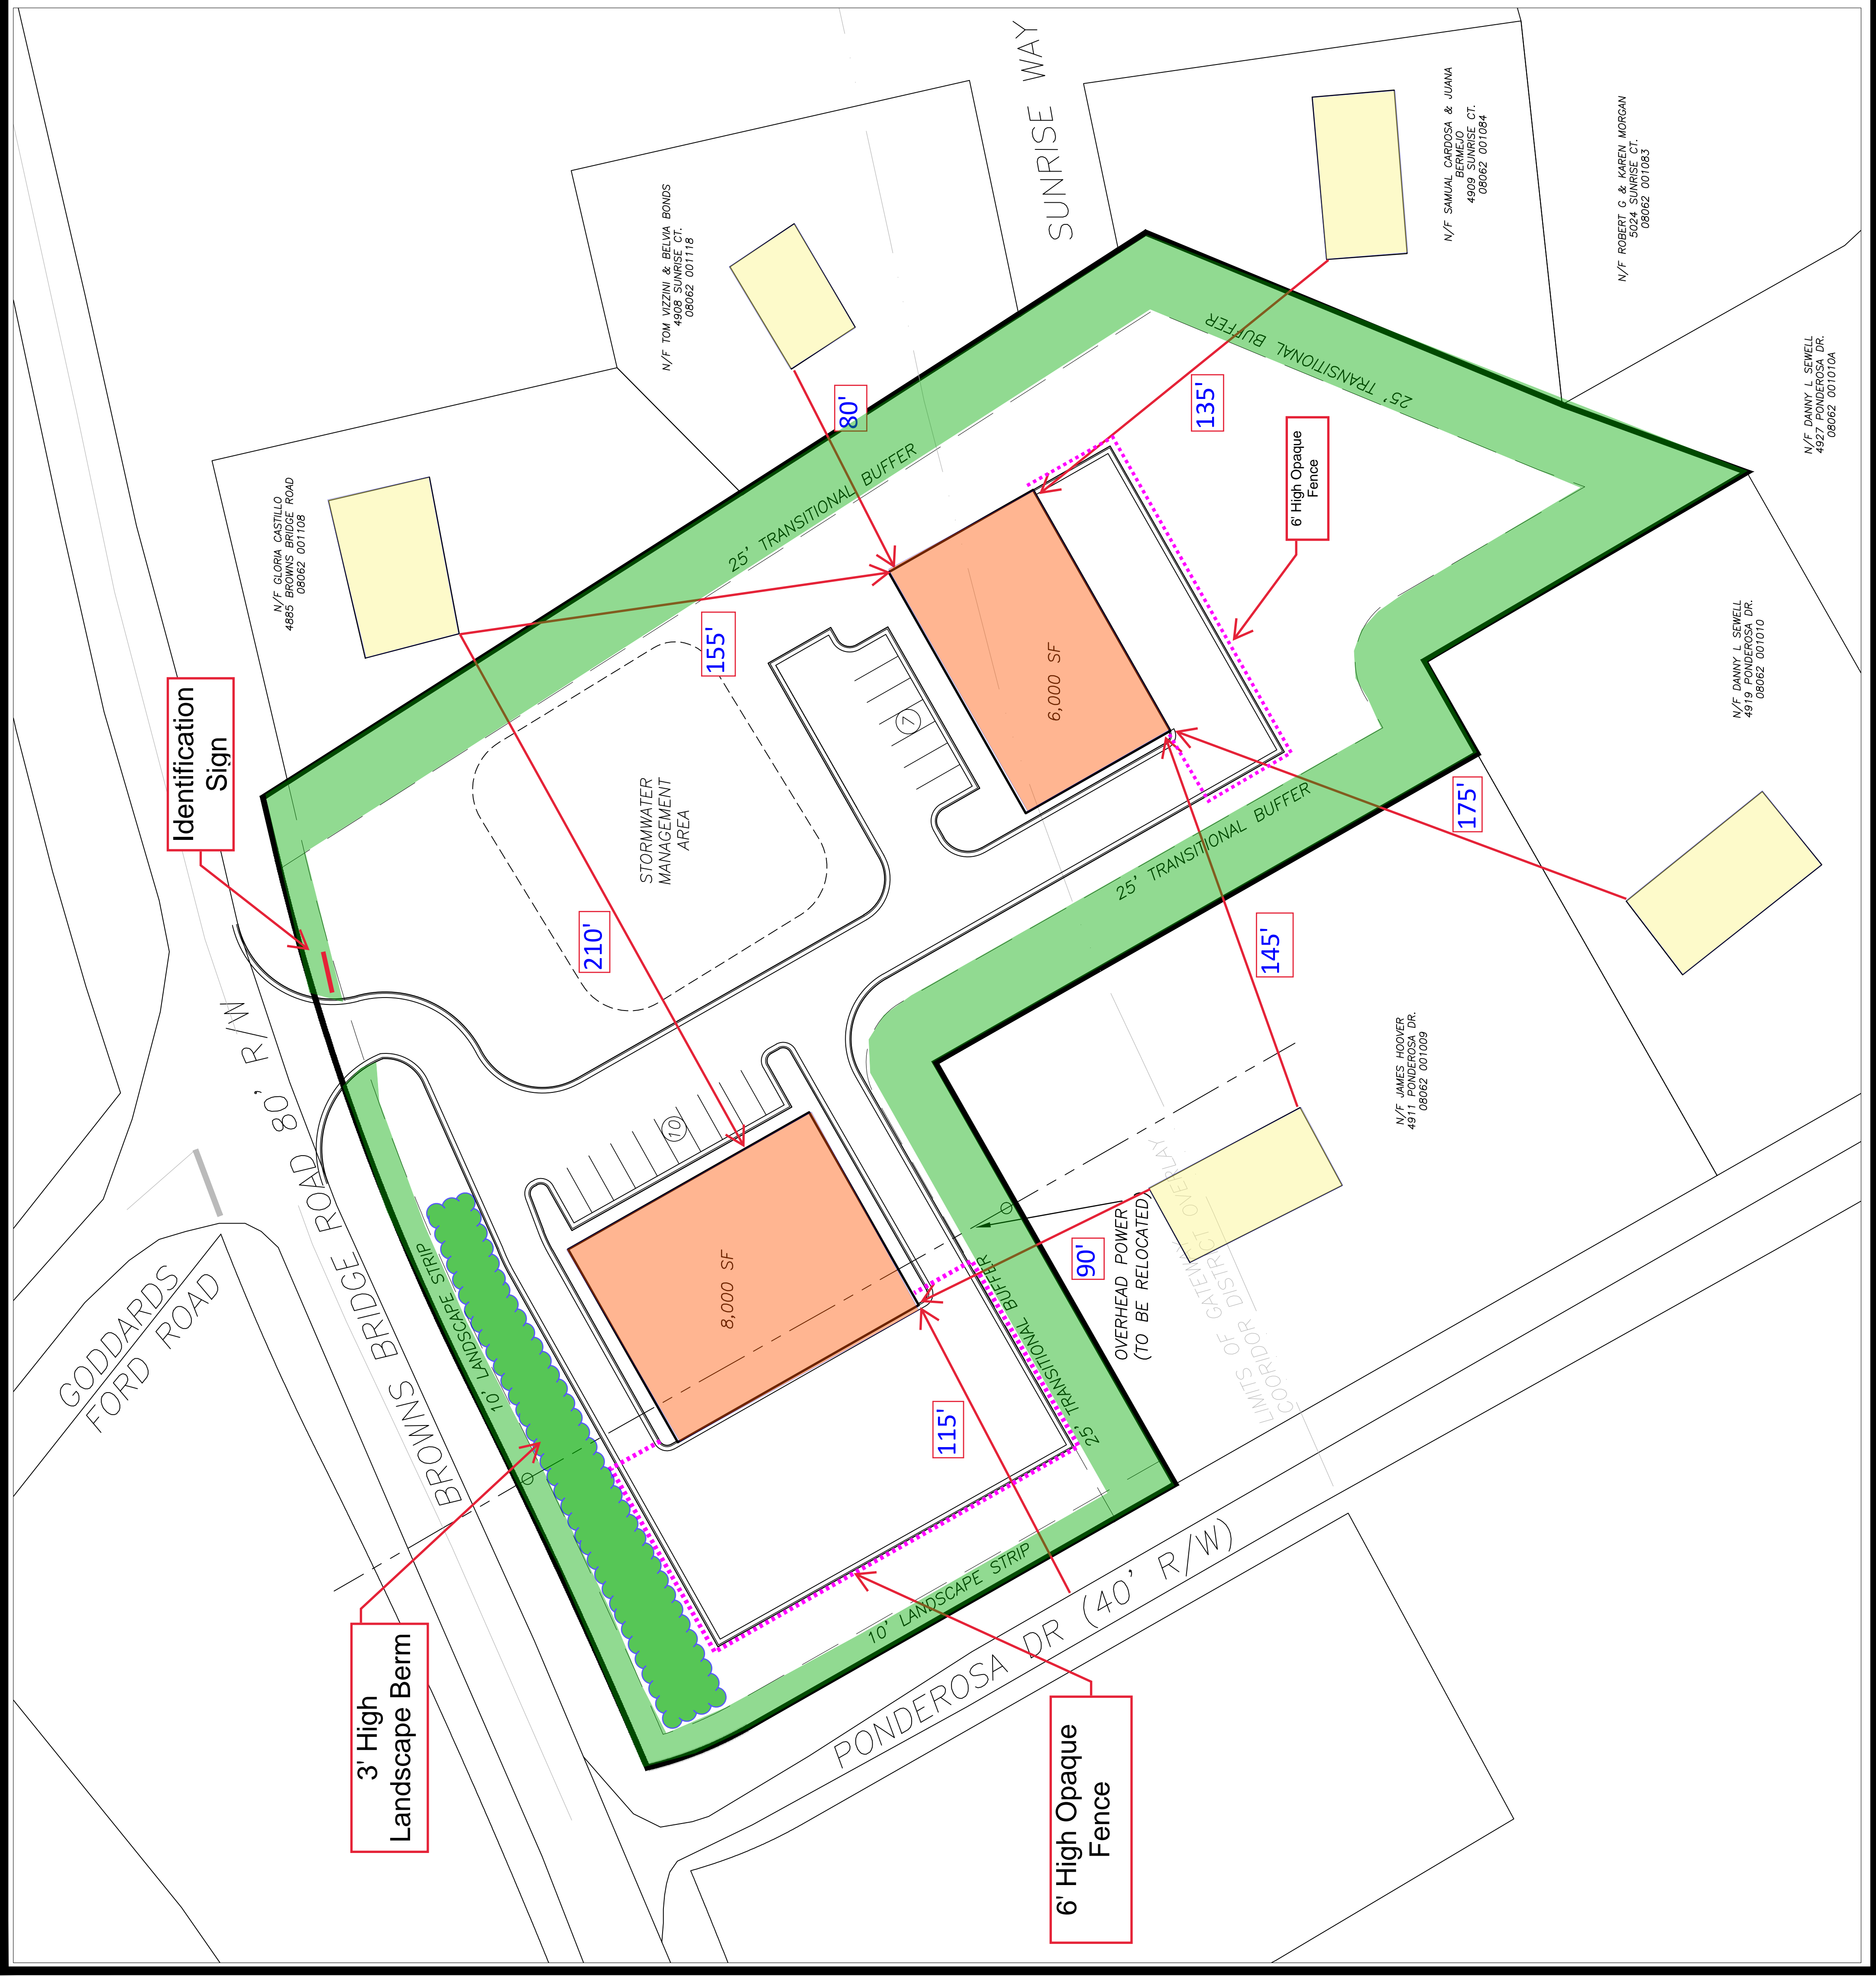 GODDARDS
FORD ROAD
BROWNS BRIDGE ROAD 80' R/W
Identification
Sign
N/F GLORIA CASTILLO
4885 BROWNS BRIDGE ROAD
08062 001108
N/F TOM VIZZINI & BELVIA BONDS
4908 SUNRISE CT.
08062 001118
SUNRISE WAY
N/F SAMUAL CARDOSA & JUANA
BERMEJO
4909 SUNRISE CT.
08062 001084
N/F ROBERT G & KAREN MORGAN
5024 SUNRISE CT.
08062 001083
N/F DANNY L SEWELL
4927 PONDEROSA DR.
08062 001010A
N/F DANNY L SEWELL
4919 PONDEROSA DR.
08062 001010
N/F JAMES HOOVER
4911 PONDEROSA DR.
08062 001009
25' TRANSITIONAL BUFFER
25' TRANSITIONAL BUFFER
25' TRANSITIONAL BUFFER
25' TRANSITIONAL BUFFER
80'
135'
155'
210'
175'
145'
90'
115'
6' High Opaque
Fence
STORMWATER
MANAGEMENT
AREA
7
6,000 SF
10
8,000 SF
10' LANDSCAPE STRIP
10' LANDSCAPE STRIP
OVERHEAD POWER
(TO BE RELOCATED)
LIMITS OF GATEWAY OVERLAY
COORIDOR DISTRICT
3' High
Landscape Berm
PONDEROSA DR (40' R/W)
6' High Opaque
Fence